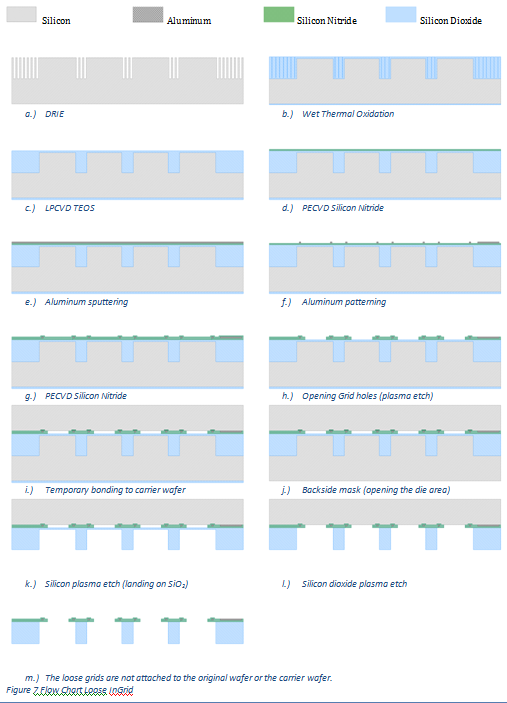 Silicon Aluminum Silicon Nitride Silicon Dioxide
a.) DRIE b.) Wet Thermal Oxidation
c.) LPCVD TEOS d.) PECVD Silicon Nitride
e.) Aluminum sputtering f.) Aluminum patterning
g.) PECVD Silicon Nitride h.) Opening Grid holes (plasma etch)
i.) Temporary bonding to carrier wafer j.) Backside mask (opening the die area)
k.) Silicon plasma etch (landing on SiO₂) l.) Silicon dioxide plasma etch
m.) The loose grids are not attached to the original wafer or the carrier wafer.
Figure 7 Flow Chart Loose InGrid